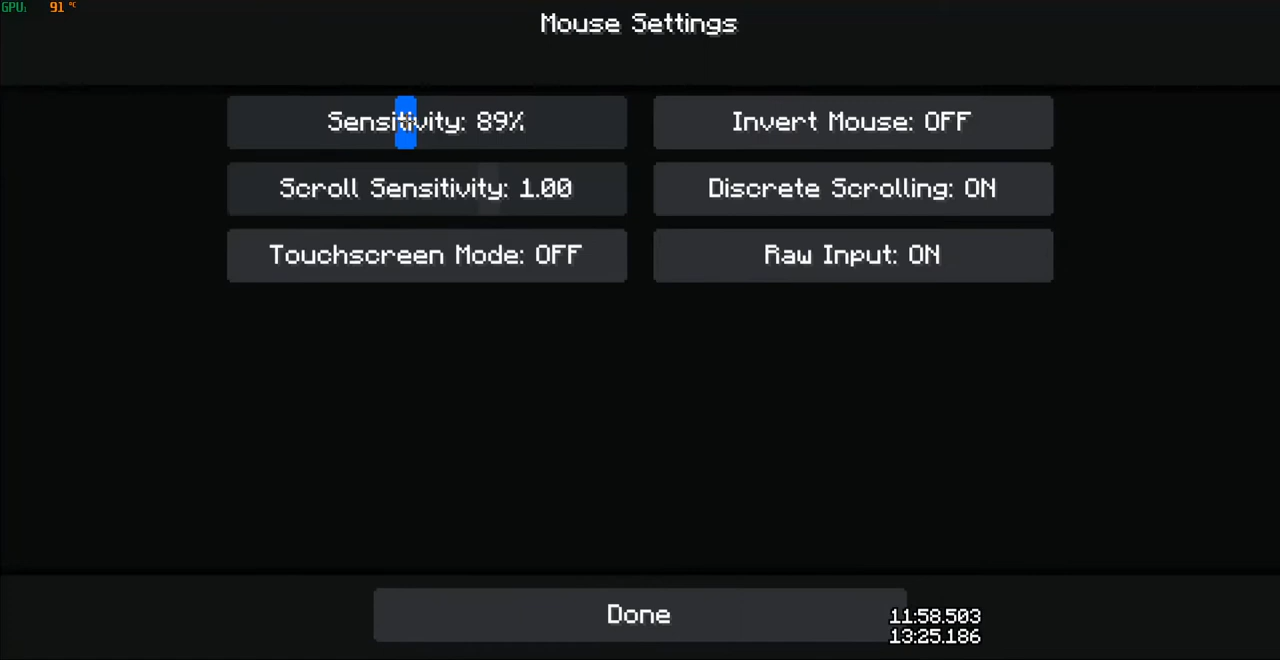 GPU: 91 °C
Mouse Settings
Sensitivity: 89%
Invert Mouse: OFF
Scroll Sensitivity: 1.00
Discrete Scrolling: ON
Touchscreen Mode: OFF
Raw Input: ON
Done
11:58.503
13:25.186